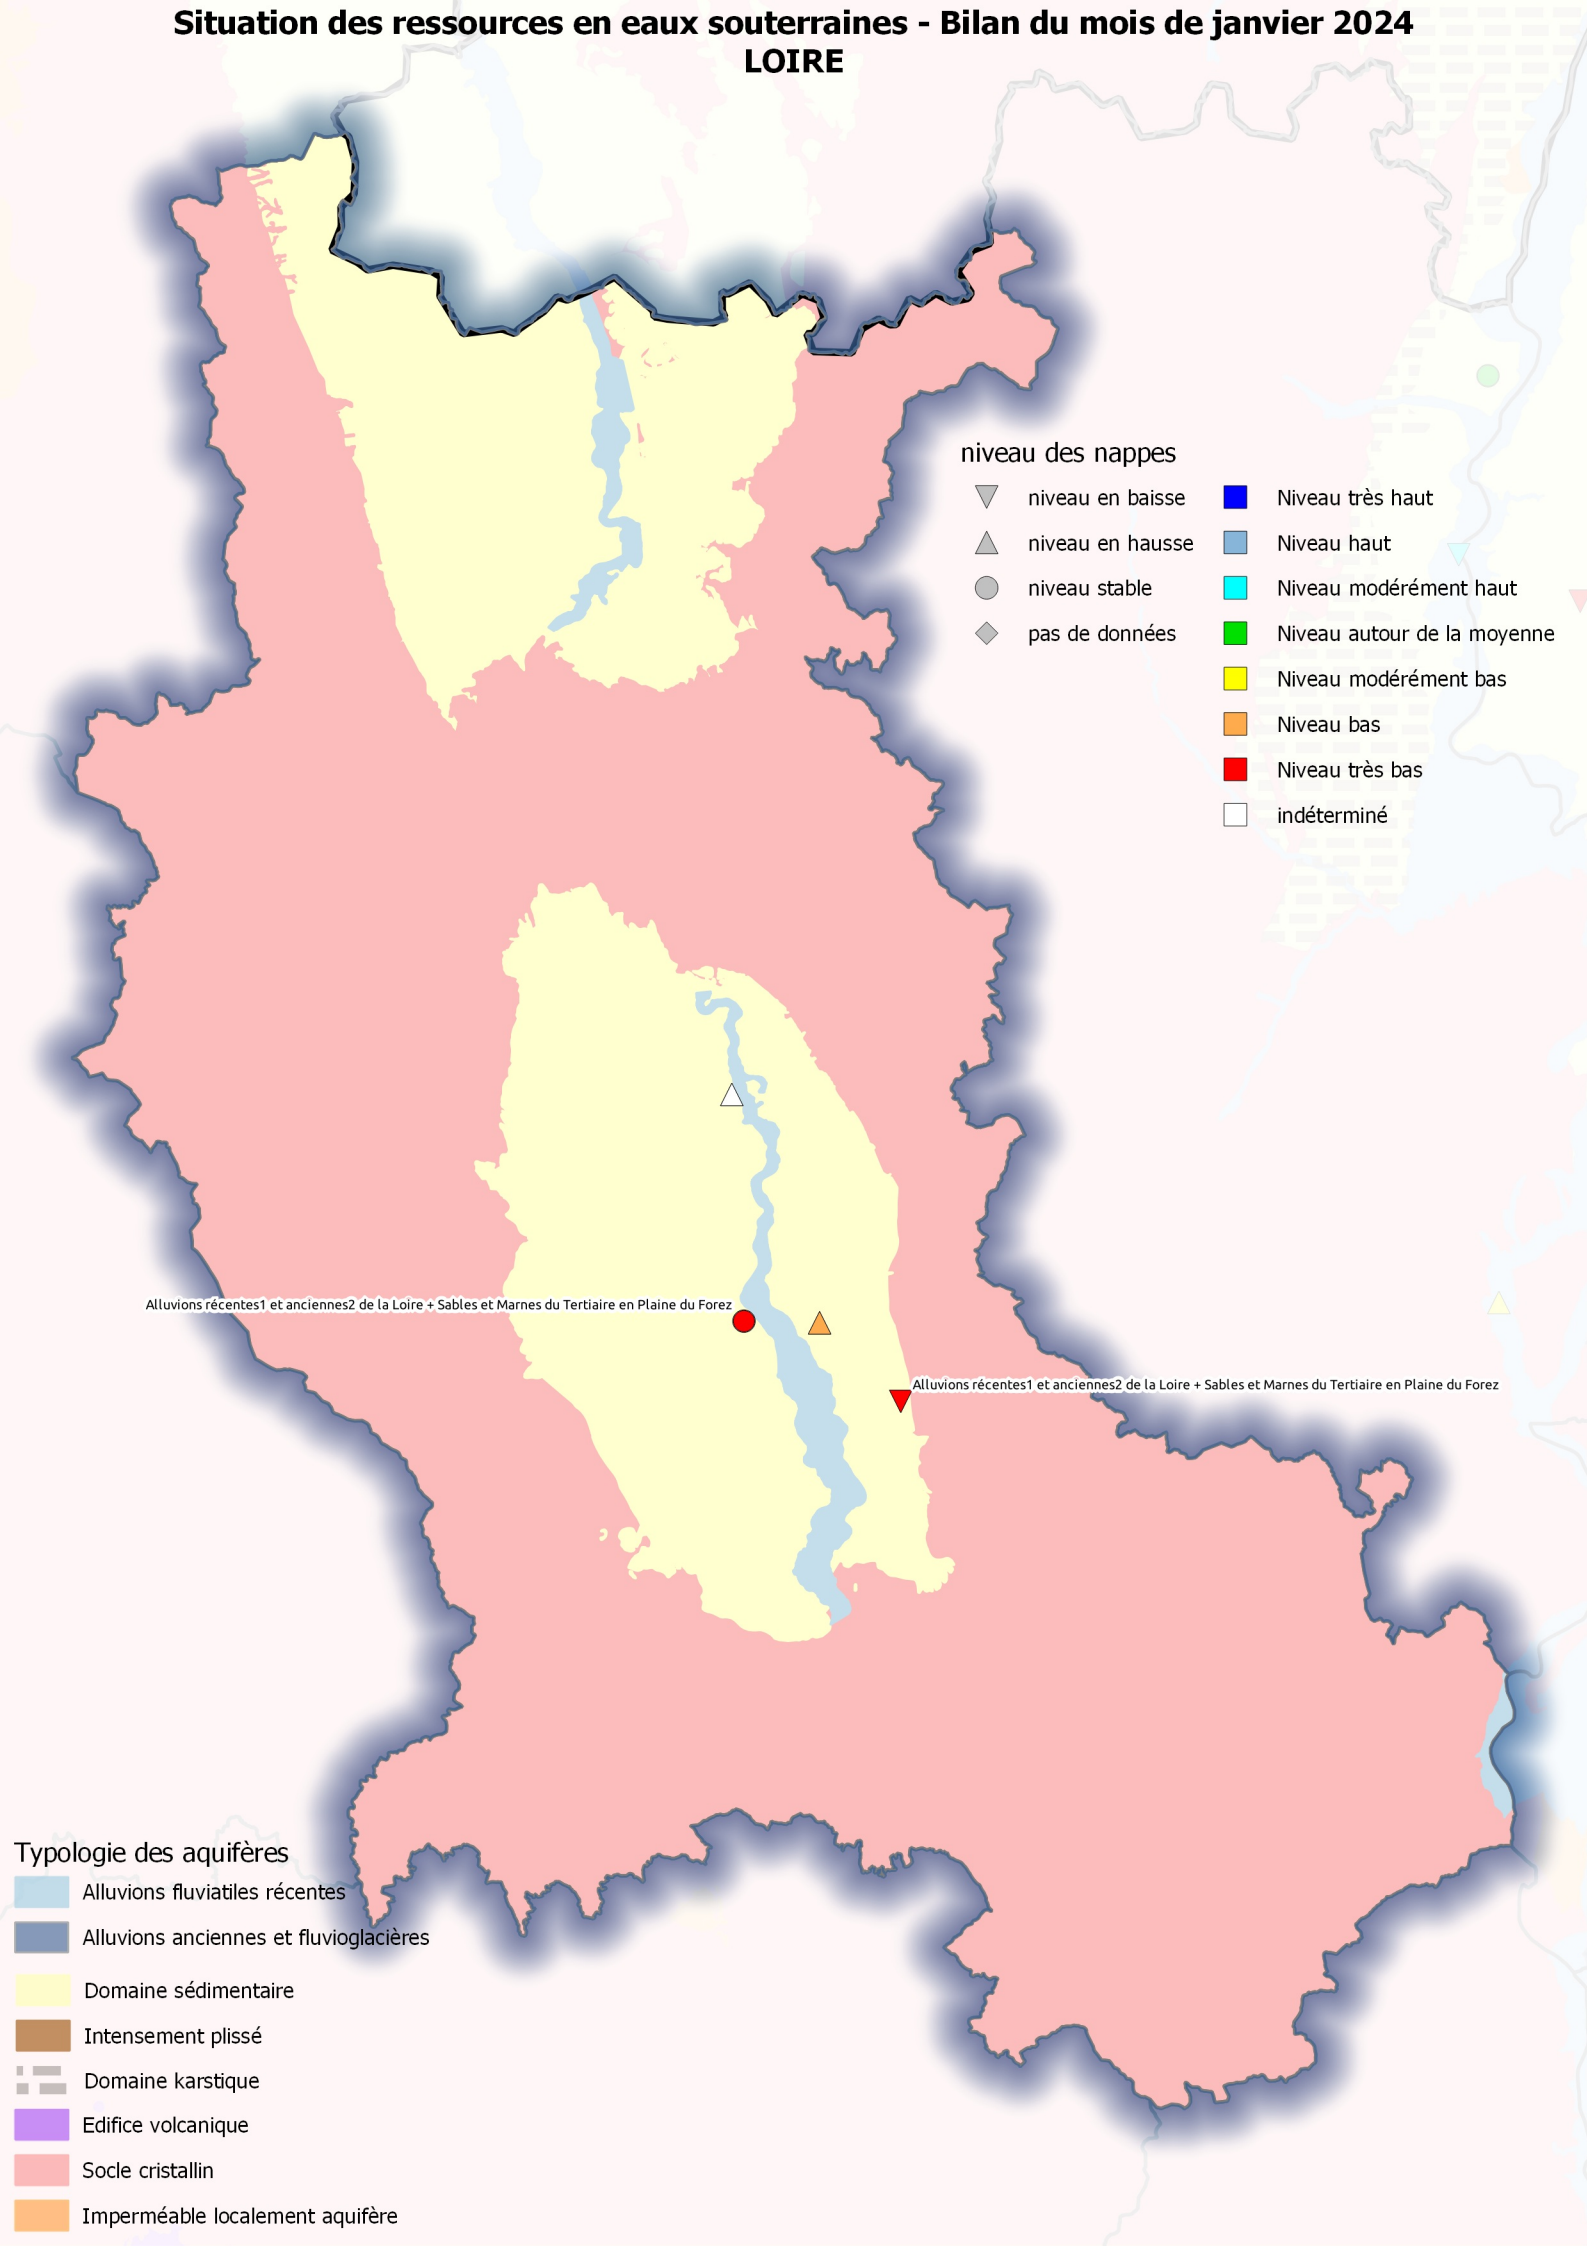 Situation des ressources en eaux souterraines - Bilan du mois de janvier 2024
LOIRE
niveau des nappes
niveau en baisse
niveau en hausse
niveau stable
pas de données
Niveau très haut
Niveau haut
Niveau modérément haut
Niveau autour de la moyenne
Niveau modérément bas
Niveau bas
Niveau très bas
indéterminé
Alluvions récentes1 et anciennes2 de la Loire + Sables et Marnes du Tertiaire en Plaine du Forez
Alluvions récentes1 et anciennes2 de la Loire + Sables et Marnes du Tertiaire en Plaine du Forez
Typologie des aquifères
Alluvions fluviatiles récentes
Alluvions anciennes et fluvioglacières
Domaine sédimentaire
Intensement plissé
Domaine karstique
Edifice volcanique
Socle cristallin
Imperméable localement aquifère